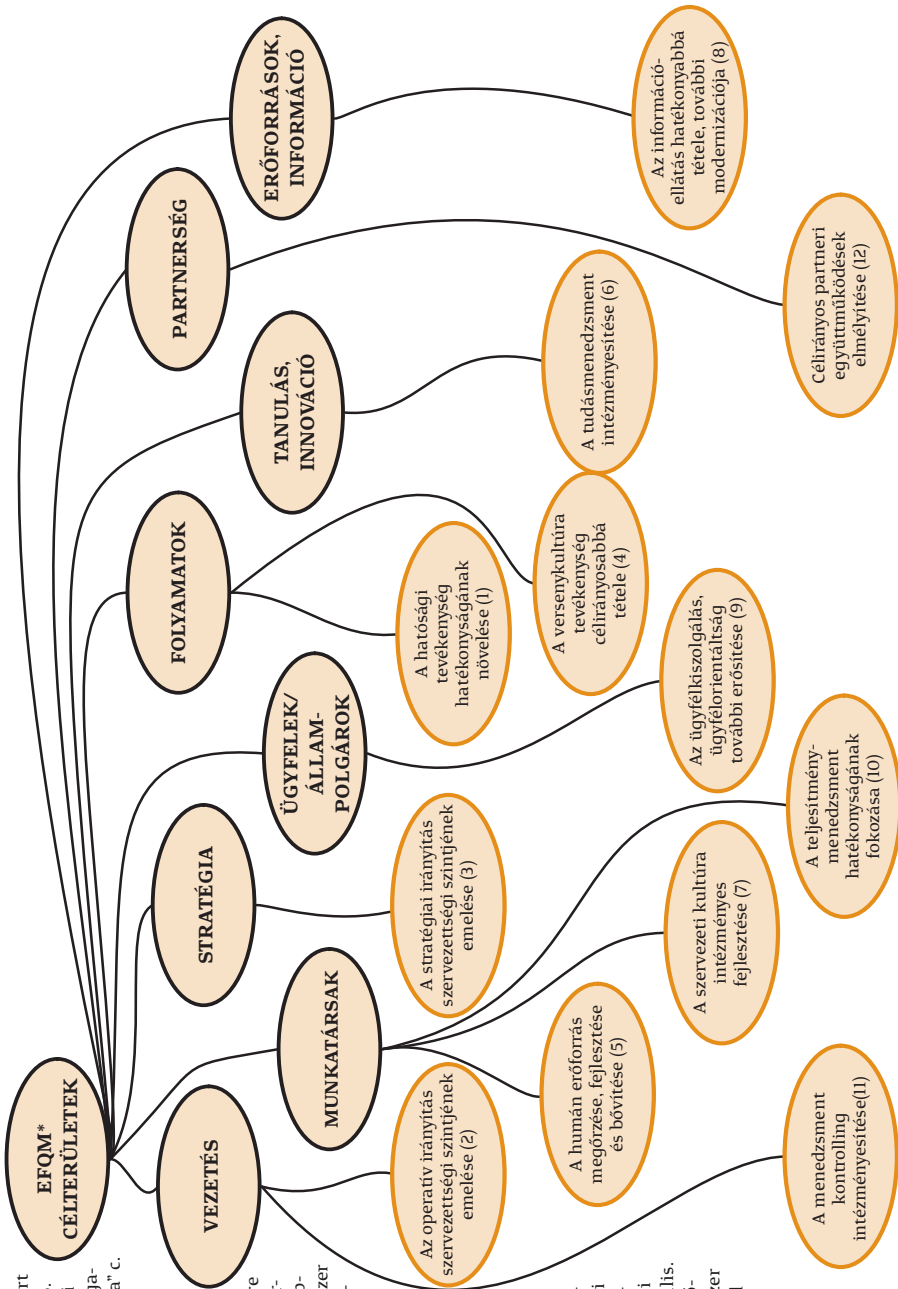 EFQM*
CÉLTERÜLETEK
VEZETÉS
MUNKATÁRSAK
STRATÉGIA
ÜGYFELEK/
ÁLLAM-
POLGÁROK
FOLYAMATOK
TANULÁS,
INNOVÁCIÓ
PARTNERSÉG
ERŐFORRÁSOK,
INFORMÁCIÓ
Az operatív irányítás
szervezettségi szintjének
emelése (2)
A stratégiai irányítás
szervezettségi szintjének
emelése (3)
A hatósági
tevékenység
hatékonyságának
növelése (1)
A humán erőforrás
megőrzése, fejlesztése
és bővítése (5)
A versenykultúra
tevékenység
célirányosabbá
tétele (4)
A tudásmenedzsment
intézményesítése (6)
Az információ-
ellátás hatékonyabbá
tétele, további
modernizációja (8)
A szervezeti kultúra
intézményes
fejlesztése (7)
Az ügyfélkiszolgálás,
ügyfélorientáltság
további erősítése (9)
A menedzsment
kontrolling
intézményesítése(11)
A teljesítmény-
menedzsment
hatékonyságának
fokozása (10)
Célirányos partneri
együttműködések
elmélyítése (12)